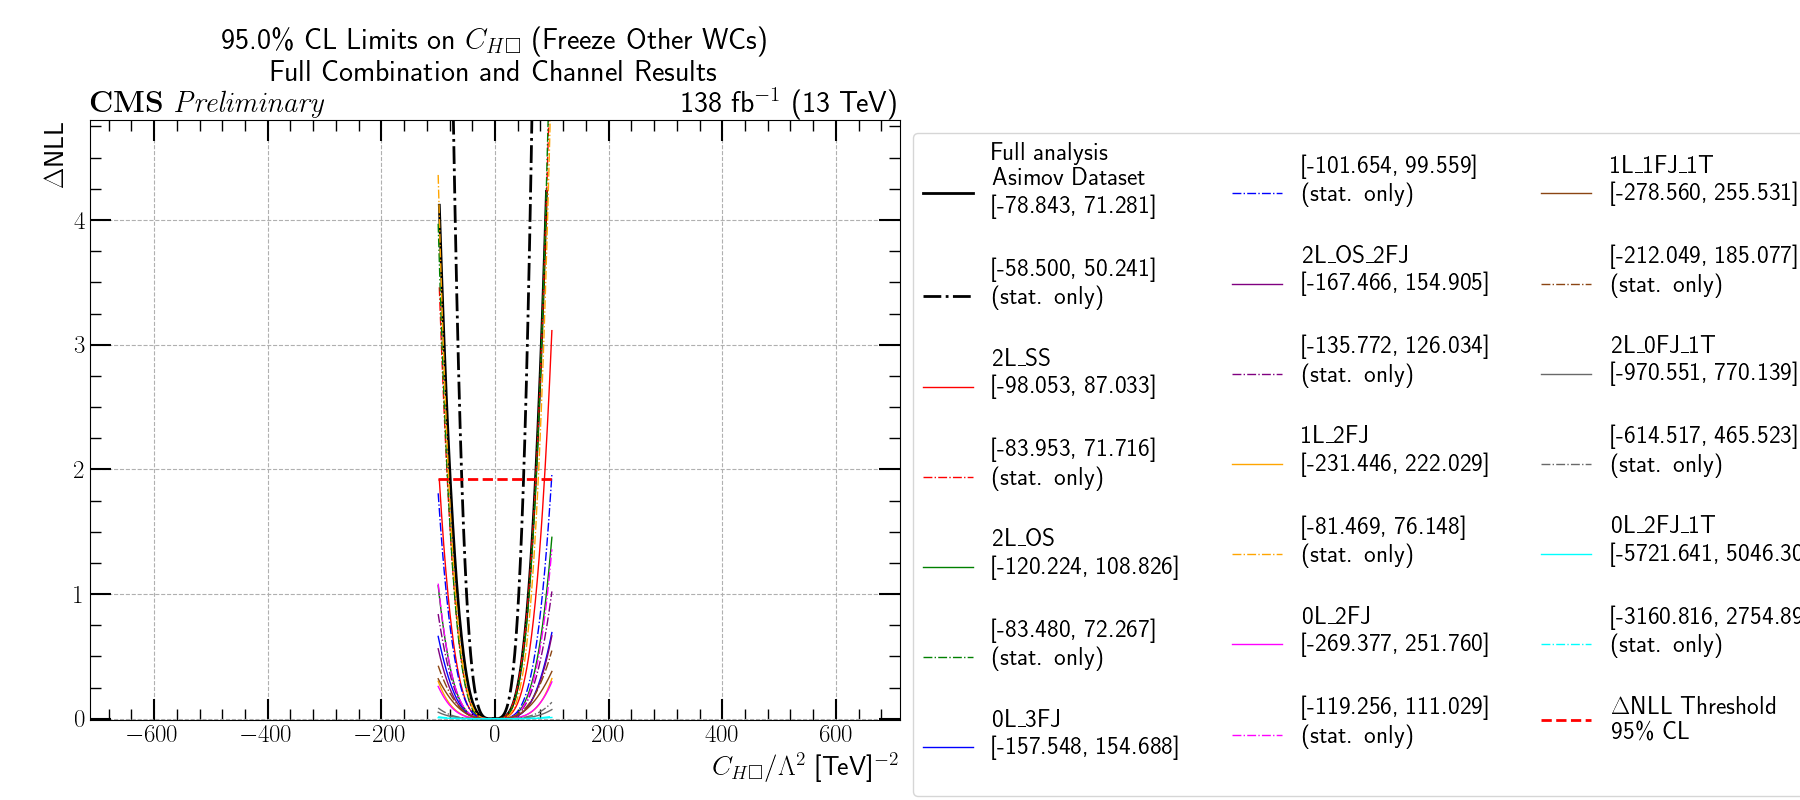 95.0% CL Limits on C_{H□} (Freeze Other WCs)
Full Combination and Channel Results
CMS Preliminary
138 fb⁻¹ (13 TeV)
ΔNLL
4
3
2
1
0
−600
−400
−200
0
200
400
600
C_{H□}/Λ² [TeV]⁻²
Full analysis
Asimov Dataset
[-78.843, 71.281]
[-58.500, 50.241]
(stat. only)
2L_SS
[-98.053, 87.033]
[-83.953, 71.716]
(stat. only)
2L_OS
[-120.224, 108.826]
[-83.480, 72.267]
(stat. only)
0L_3FJ
[-157.548, 154.688]
[-101.654, 99.559]
(stat. only)
2L_OS_2FJ
[-167.466, 154.905]
[-135.772, 126.034]
(stat. only)
1L_2FJ
[-231.446, 222.029]
[-81.469, 76.148]
(stat. only)
0L_2FJ
[-269.377, 251.760]
[-119.256, 111.029]
(stat. only)
1L_1FJ_1T
[-278.560, 255.531]
[-212.049, 185.077]
(stat. only)
2L_0FJ_1T
[-970.551, 770.139]
[-614.517, 465.523]
(stat. only)
0L_2FJ_1T
[-5721.641, 5046.30
[-3160.816, 2754.89
(stat. only)
ΔNLL Threshold
95% CL